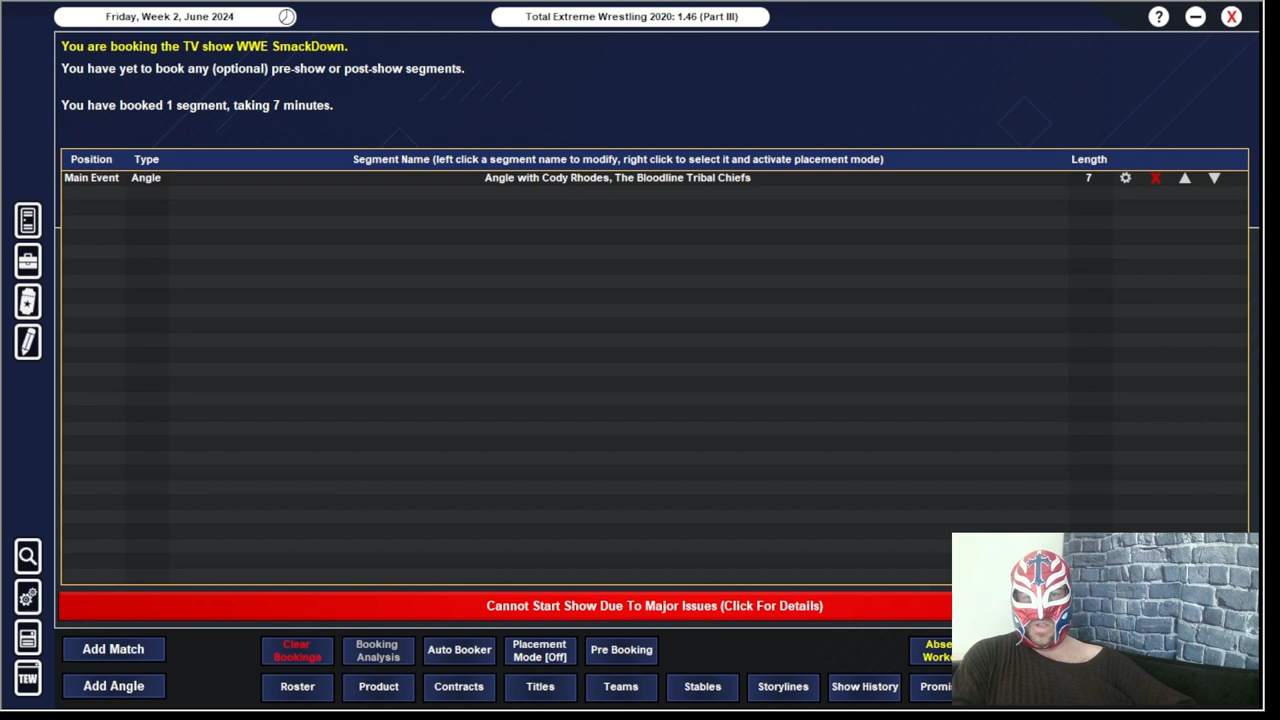 Friday, Week 2, June 2024
Total Extreme Wrestling 2020: 1.46 (Part III)
?
X
You are booking the TV show WWE SmackDown.
You have yet to book any (optional) pre-show or post-show segments.
You have booked 1 segment, taking 7 minutes.
Position Type Segment Name (left click a segment name to modify, right click to select it and activate placement mode) Length
Main Event Angle Angle with Cody Rhodes, The Bloodline Tribal Chiefs 7 X
Cannot Start Show Due To Major Issues (Click For Details)
Add Match
Clear Bookings
Booking Analysis
Auto Booker
Placement Mode [Off]
Pre Booking
Abse
Work
TEW
Add Angle
Roster
Product
Contracts
Titles
Teams
Stables
Storylines
Show History
Promi